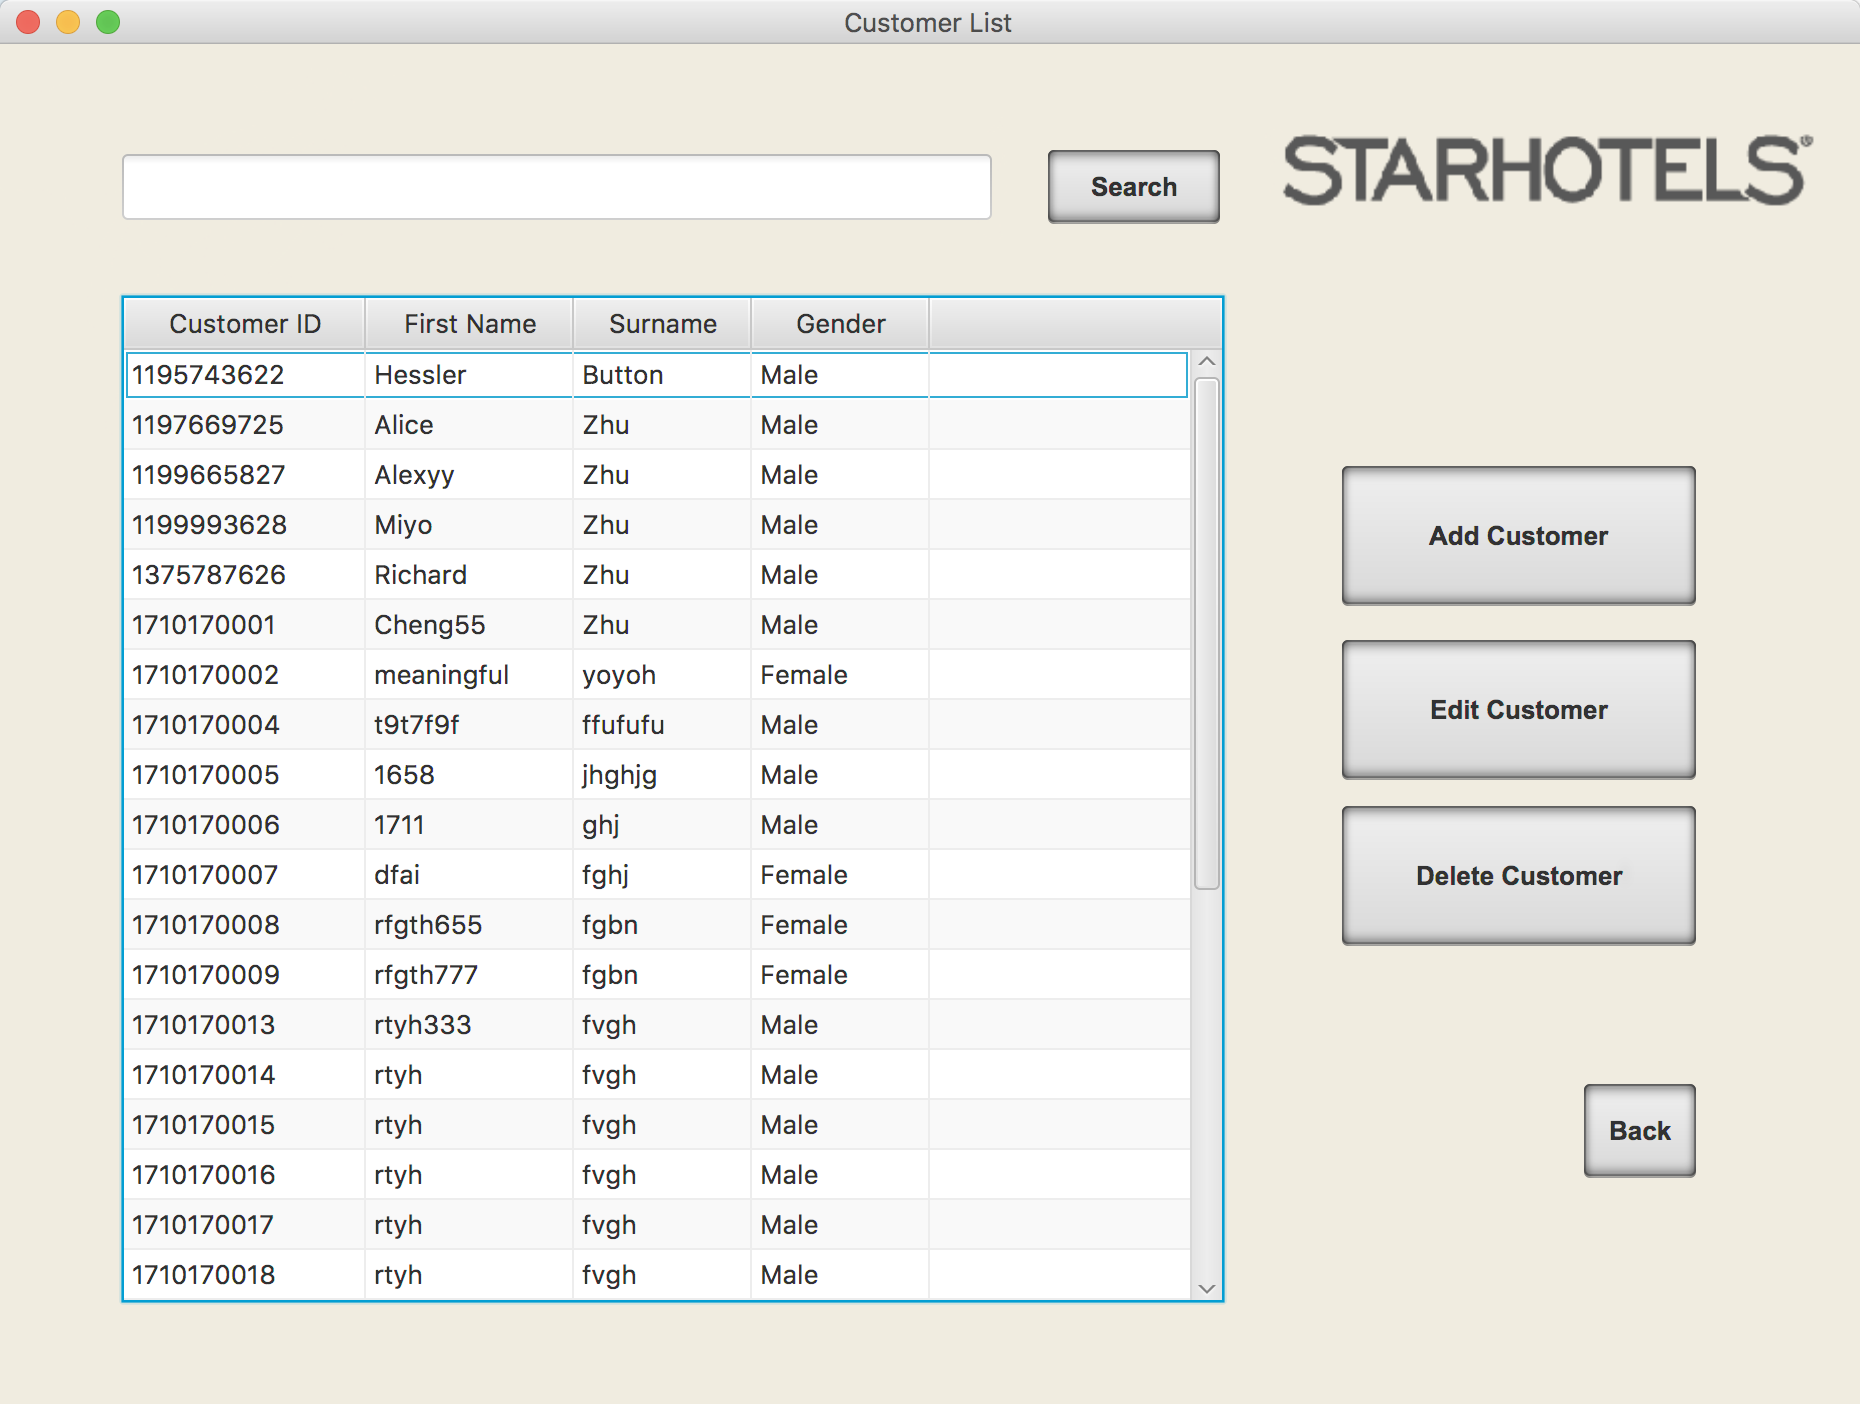 Customer List
Search
STARHOTELS®
Customer ID First Name Surname Gender
1195743622 Hessler Button Male
1197669725 Alice Zhu Male
1199665827 Alexyy Zhu Male
1199993628 Miyo Zhu Male
1375787626 Richard Zhu Male
1710170001 Cheng55 Zhu Male
1710170002 meaningful yoyoh Female
1710170004 t9t7f9f ffufufu Male
1710170005 1658 jhghjg Male
1710170006 1711 ghj Male
1710170007 dfai fghj Female
1710170008 rfgth655 fgbn Female
1710170009 rfgth777 fgbn Female
1710170013 rtyh333 fvgh Male
1710170014 rtyh fvgh Male
1710170015 rtyh fvgh Male
1710170016 rtyh fvgh Male
1710170017 rtyh fvgh Male
1710170018 rtyh fvgh Male
Add Customer
Edit Customer
Delete Customer
Back